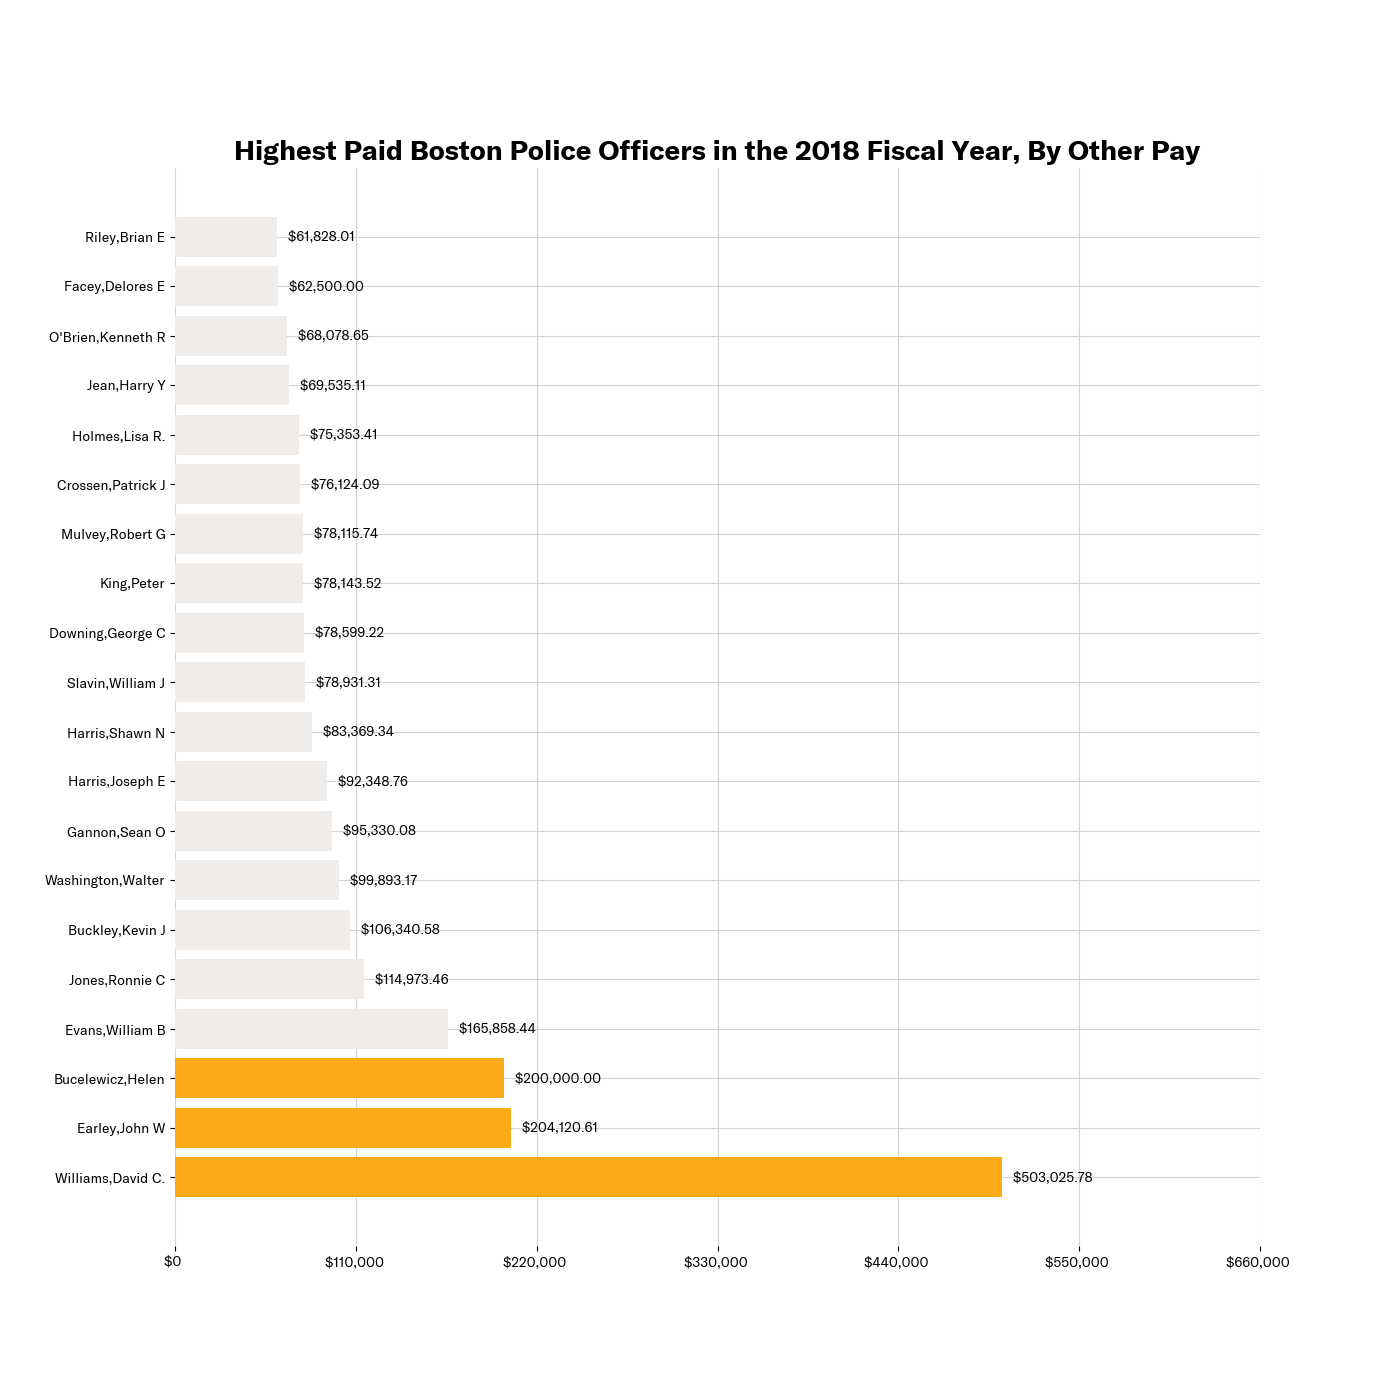 Highest Paid Boston Police Officers in the 2018 Fiscal Year, By Other Pay
Riley,Brian E $61,828.01
Facey,Delores E $62,500.00
O'Brien,Kenneth R $68,078.65
Jean,Harry Y $69,535.11
Holmes,Lisa R. $75,353.41
Crossen,Patrick J $76,124.09
Mulvey,Robert G $78,115.74
King,Peter $78,143.52
Downing,George C $78,599.22
Slavin,William J $78,931.31
Harris,Shawn N $83,369.34
Harris,Joseph E $92,348.76
Gannon,Sean O $95,330.08
Washington,Walter $99,893.17
Buckley,Kevin J $106,340.58
Jones,Ronnie C $114,973.46
Evans,William B $165,858.44
Bucelewicz,Helen $200,000.00
Earley,John W $204,120.61
Williams,David C. $503,025.78
$0 $110,000 $220,000 $330,000 $440,000 $550,000 $660,000